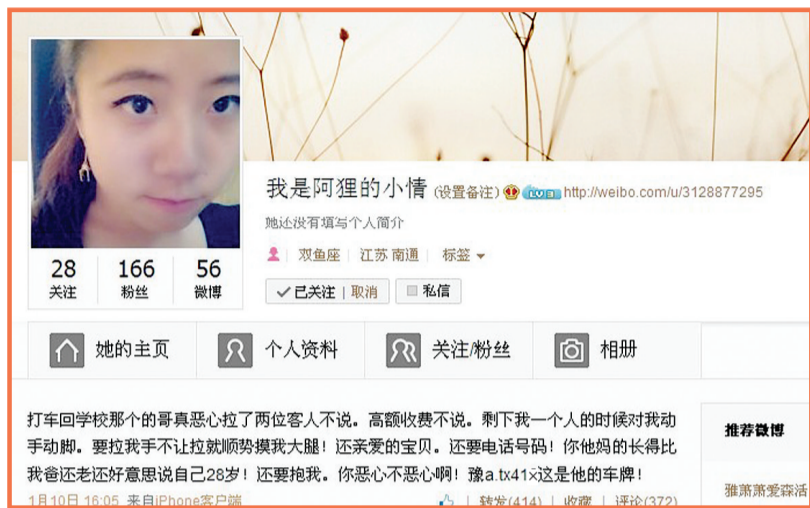 我是阿狸的小情 (设置备注) LV 3 http://weibo.com/u/3128877295
她还没有填写个人简介
双鱼座 江苏 南通 标签
28 166 56
关注 粉丝 微博
已关注 | 取消 私信
她的主页 个人资料 关注/粉丝 相册
打车回学校那个的哥真恶心拉了两位客人不说。高额收费不说。剩下我一个人的时候对我动
手动脚。要拉我手不让拉就顺势摸我大腿！还亲爱的宝贝。还要电话号码！你他妈的长得比
我爸还老还好意思说自己28岁！还要抱我。你恶心不恶心啊！豫a.tx41×这是他的车牌！
1月10日 16:05 来自iPhone客户端 转发(414) 收藏 评论(372)
推荐微博
雅萧萧爱森活